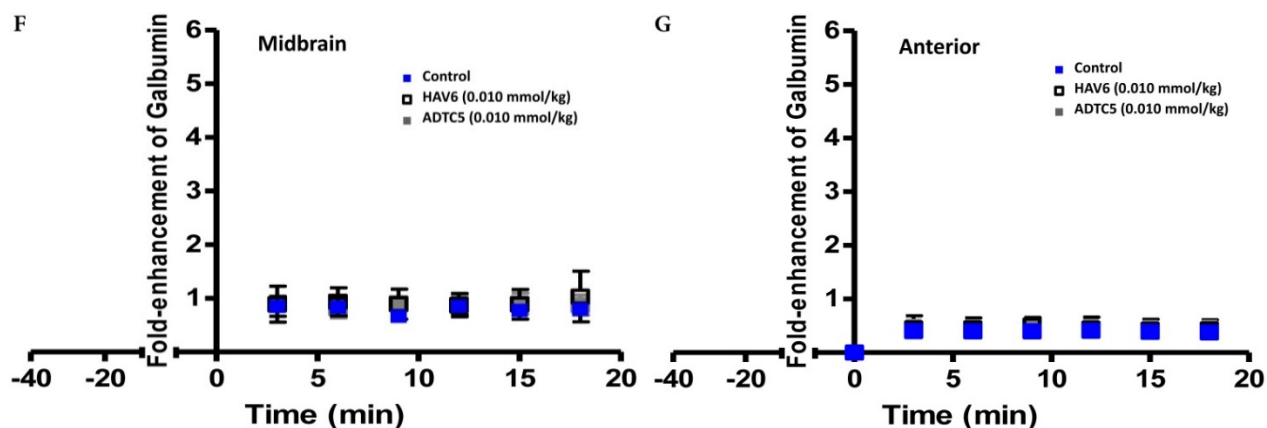 F
Midbrain
Control
HAV6 (0.010 mmol/kg)
ADTC5 (0.010 mmol/kg)
Fold-enhancement of Galbumin
6
5
4
3
2
1
-40 -20 0 5 10 15 20
Time (min)
G
Anterior
Control
HAV6 (0.010 mmol/kg)
ADTC5 (0.010 mmol/kg)
Fold-enhancement of Galbumin
6
5
4
3
2
1
-40 -20 0 5 10 15 20
Time (min)